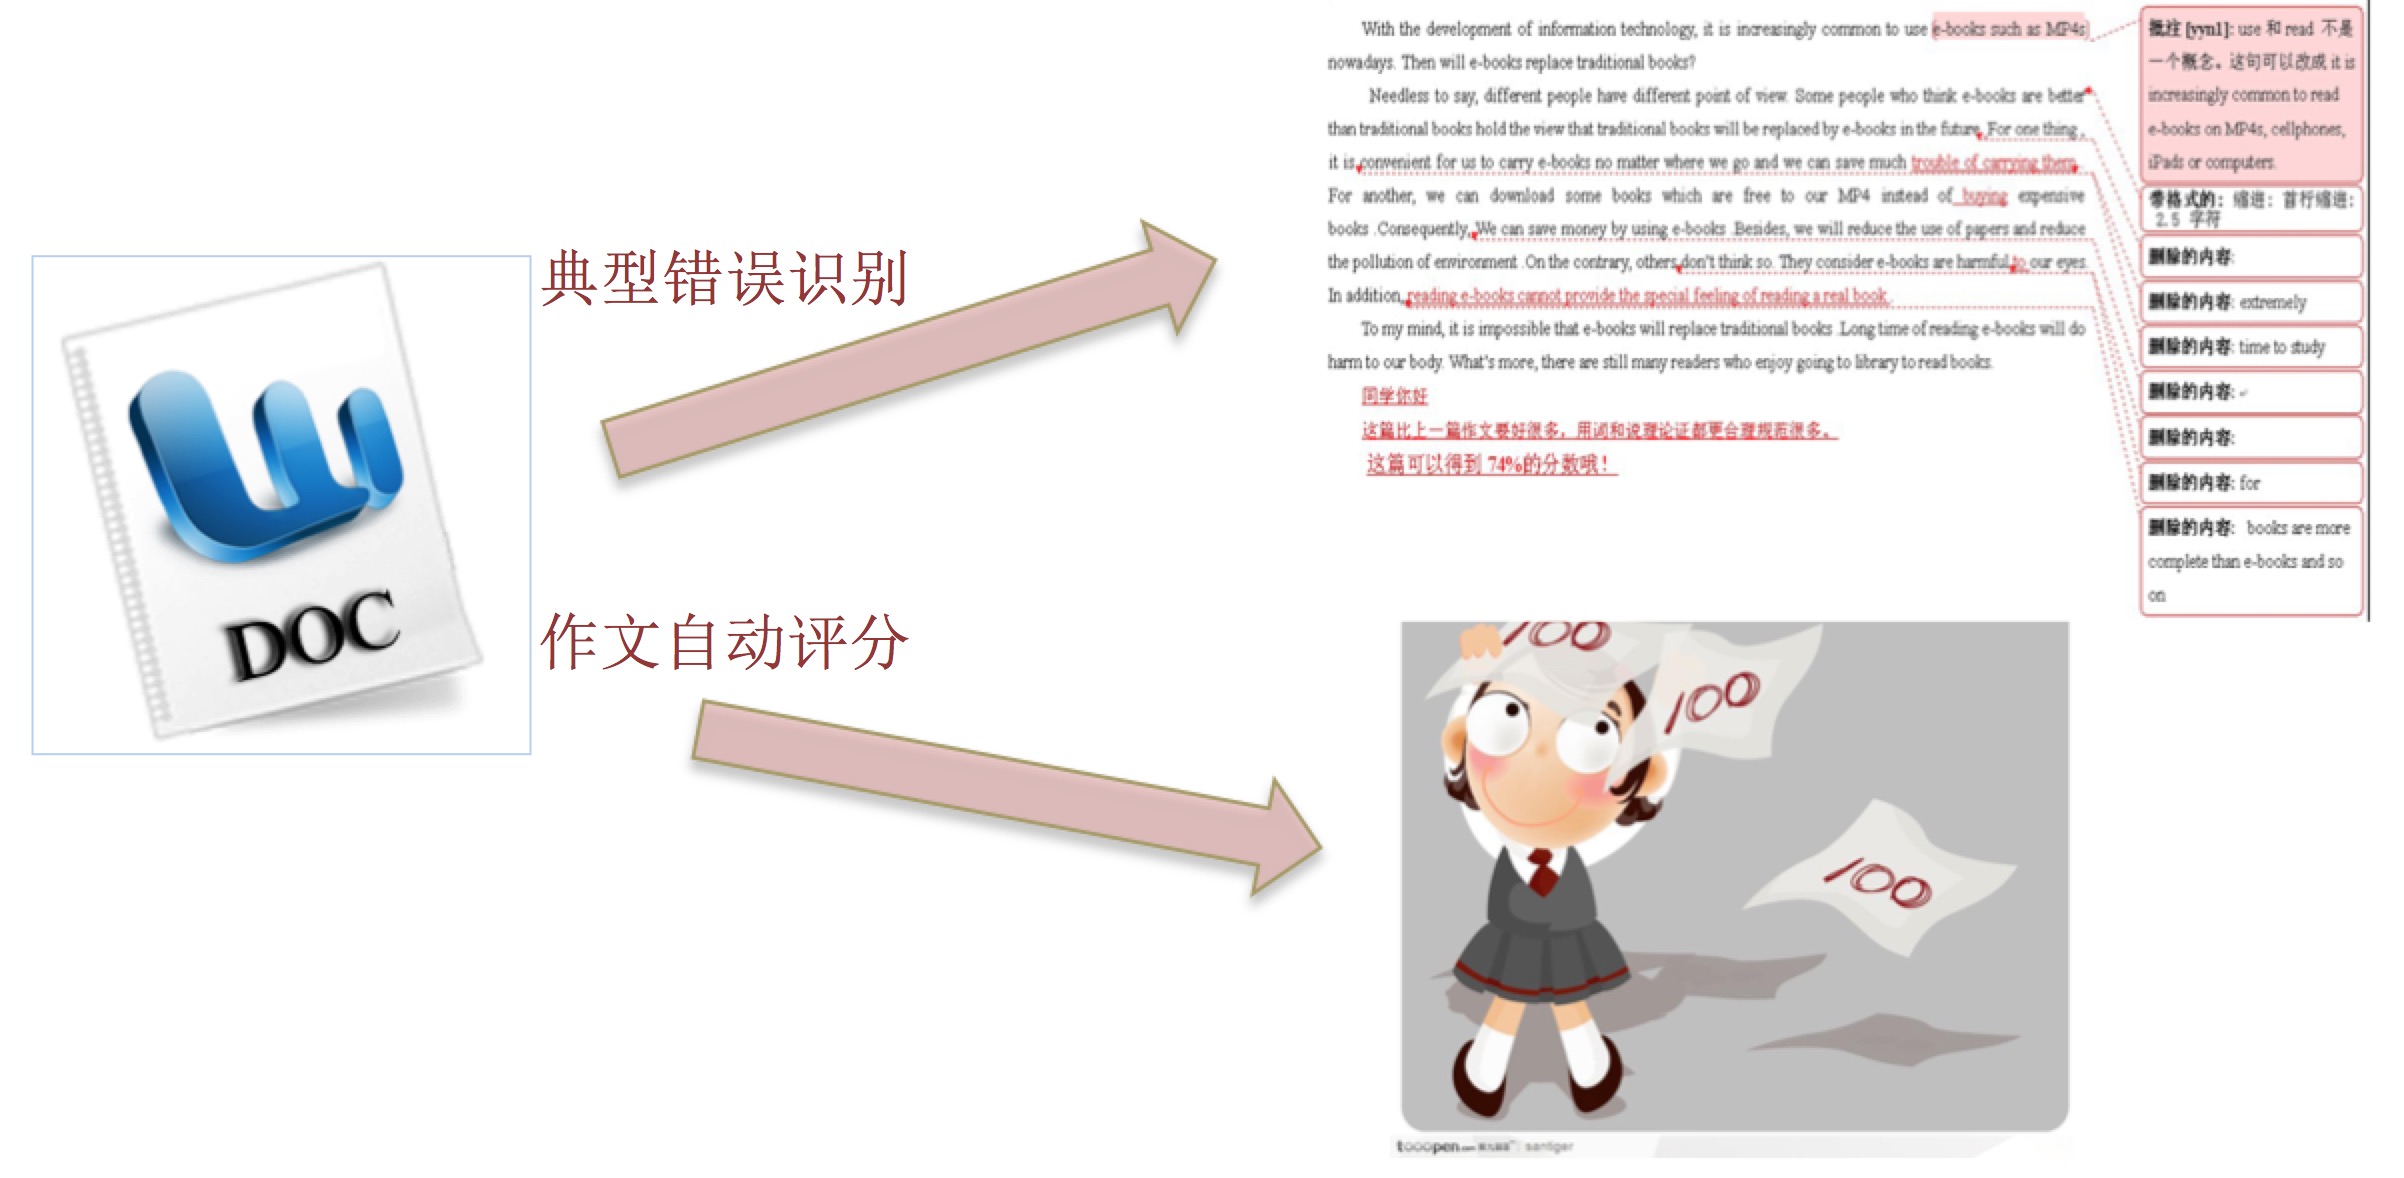 典型错误识别
作文自动评分
DOC
With the development of information technology, it is increasingly common to use e-books such as MP4s
nowadays. Then will e-books replace traditional books?
Needless to say, different people have different point of view. Some people who think e-books are better
than traditional books hold the view that traditional books will be replaced by e-books in the future. For one thing,
it is convenient for us to carry e-books no matter where we go and we can save much trouble of carrying them.
For another, we can download some books which are free to our MP4 instead of buying expensive
books .Consequently, We can save money by using e-books .Besides, we will reduce the use of papers and reduce
the pollution of environment .On the contrary, others don't think so. They consider e-books are harmful to our eyes.
In addition, reading e-books cannot provide the special feeling of reading a real book .
To my mind, it is impossible that e-books will replace traditional books .Long time of reading e-books will do
harm to our body. What's more, there are still many readers who enjoy going to library to read books.
同学你好
这篇比上一篇作文要好很多，用词和说理论证都更合理规范很多。
这篇可以得到 74%的分数哦！
批注 [yyn1]: use 和 read 不是
一个概念。这句可以改成 it is
increasingly common to read
e-books on MP4s, cellphones,
iPads or computers.
带格式的： 缩进： 首行缩进：
2.5 字符
删除的内容:
删除的内容: extremely
删除的内容: time to study
删除的内容:
删除的内容:
删除的内容: for
删除的内容: books are more
complete than e-books and so
on
100
100
100
tooopen.com santiger